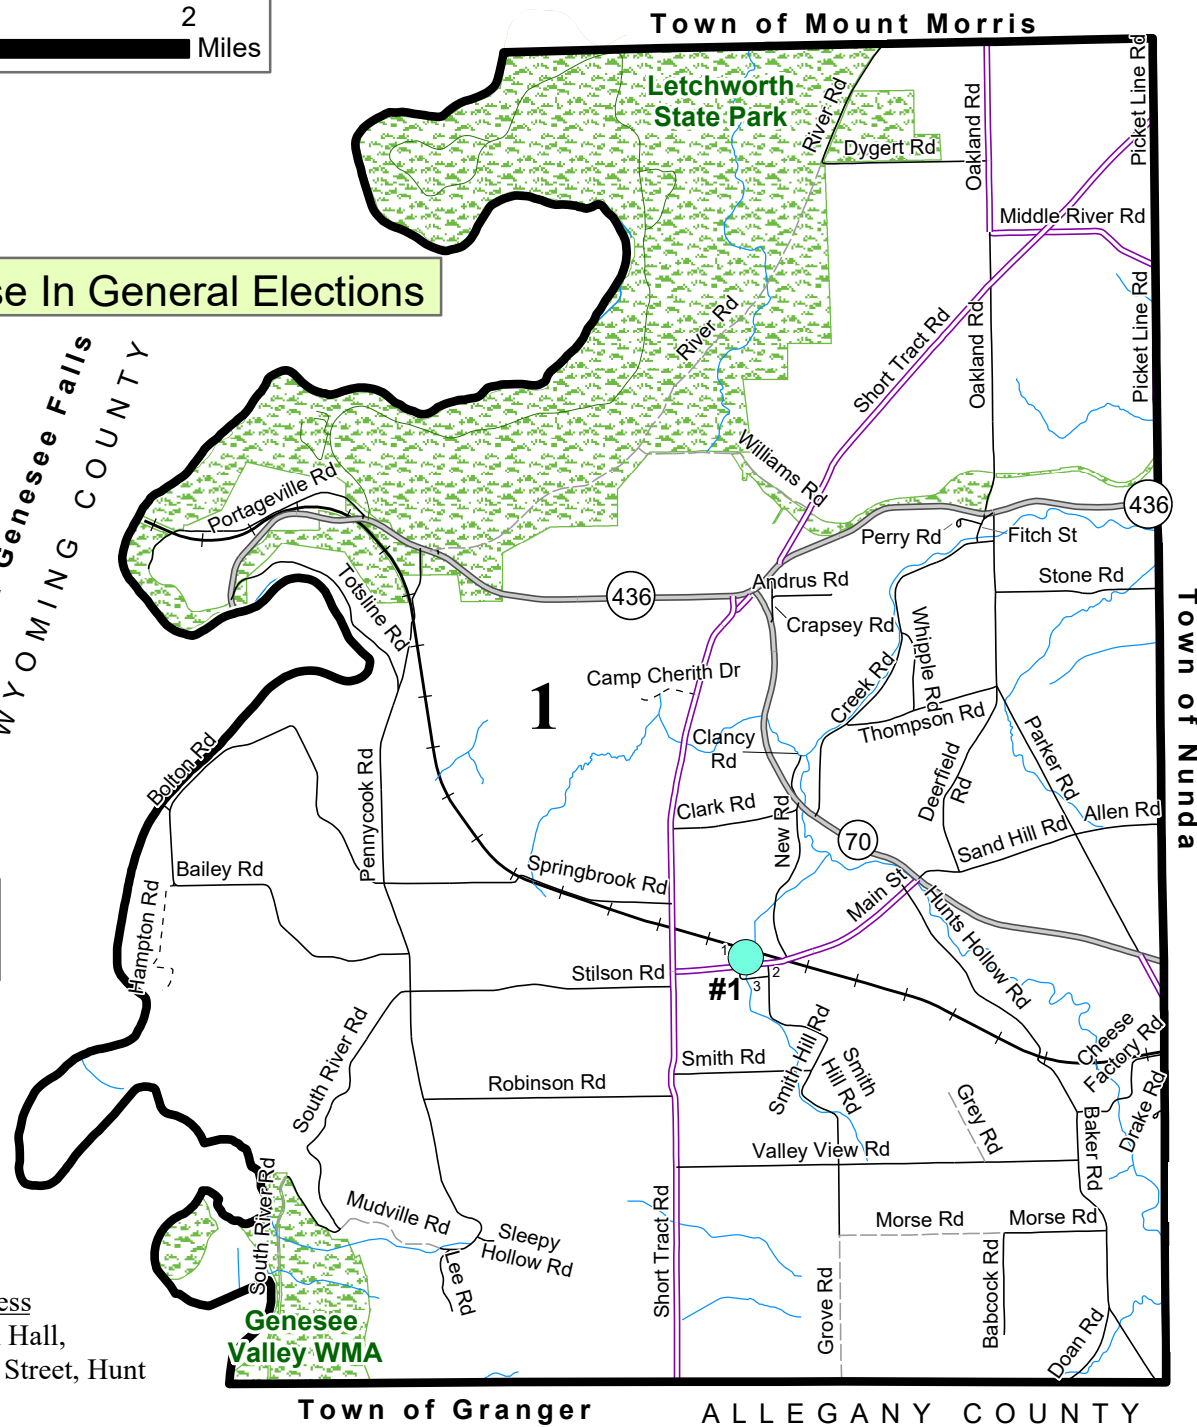 2
Miles
Town of Mount Morris
Letchworth
State Park
River Rd
Dygert Rd
Oakland Rd
Picket Line Rd
Middle River Rd
se In General Elections
Genesee Falls
WYOMING COUNTY
River Rd
Short Tract Rd
Oakland Rd
Picket Line Rd
Williams Rd
Portageville Rd
436
Perry Rd
Fitch St
Totsline Rd
436
Andrus Rd
Stone Rd
Crapsey Rd
Whipple Rd
Town of Nunda
Camp Cherith Dr
Creek Rd
1
Thompson Rd
Clancy
Rd
Parker Rd
Deerfield
Rd
Bolton Rd
Pennycook Rd
Clark Rd
New Rd
Allen Rd
70
Sand Hill Rd
Bailey Rd
Springbrook Rd
Main St
Hunts Hollow Rd
Hampton Rd
1
Stilson Rd
2
#1
3
South River Rd
Smith Hill Rd
Smith
Hill Rd
Cheese
Factory Rd
Smith Rd
Robinson Rd
Grey Rd
Baker Rd
Drake Rd
Valley View Rd
South River Rd
Mudville Rd
Sleepy
Hollow Rd
Lee Rd
Short Tract Rd
Morse Rd
Morse Rd
Grove Rd
Babcock Rd
Doan Rd
ess
Hall,
Street, Hunt
Genesee
Valley WMA
Town of Granger
ALLEGANY COUNTY